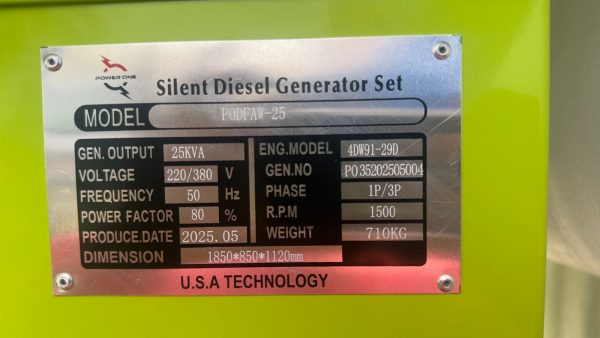 POWER ONE
Silent Diesel Generator Set
MODEL PODFAW-25
GEN. OUTPUT 25KVA
VOLTAGE 220/380 V
FREQUENCY 50 Hz
POWER FACTOR 80 %
PRODUCE.DATE 2025.05
DIMENSION 1850*850*1120mm
ENG.MODEL 4DW91-29D
GEN.NO PO35202505004
PHASE 1P/3P
R.P.M 1500
WEIGHT 710KG
U.S.A TECHNOLOGY